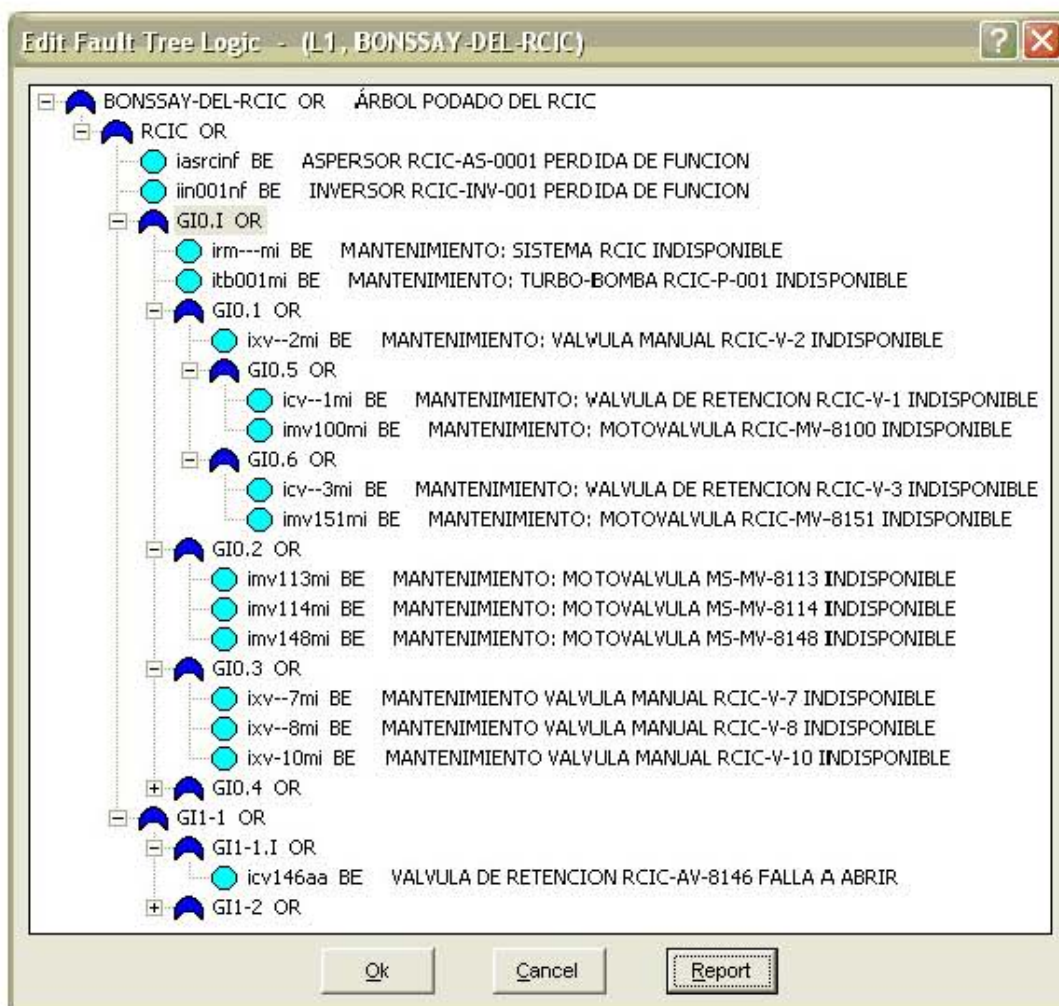 Edit Fault Tree Logic - (L1, BONSSAY-DEL-RCIC)
BONSSAY-DEL-RCIC OR ÁRBOL PODADO DEL RCIC
RCIC OR
iasrcinf BE ASPERSOR RCIC-AS-0001 PERDIDA DE FUNCION
iin001nf BE INVERSOR RCIC-INV-001 PERDIDA DE FUNCION
GI0.I OR
irm---mi BE MANTENIMIENTO: SISTEMA RCIC INDISPONIBLE
itb001mi BE MANTENIMIENTO: TURBO-BOMBA RCIC-P-001 INDISPONIBLE
GI0.1 OR
ixv--2mi BE MANTENIMIENTO: VALVULA MANUAL RCIC-V-2 INDISPONIBLE
GI0.5 OR
icv--1mi BE MANTENIMIENTO: VALVULA DE RETENCION RCIC-V-1 INDISPONIBLE
imv100mi BE MANTENIMIENTO: MOTOVALVULA RCIC-MV-8100 INDISPONIBLE
GI0.6 OR
icv--3mi BE MANTENIMIENTO: VALVULA DE RETENCION RCIC-V-3 INDISPONIBLE
imv151mi BE MANTENIMIENTO: MOTOVALVULA RCIC-MV-8151 INDISPONIBLE
GI0.2 OR
imv113mi BE MANTENIMIENTO: MOTOVALVULA MS-MV-8113 INDISPONIBLE
imv114mi BE MANTENIMIENTO: MOTOVALVULA MS-MV-8114 INDISPONIBLE
imv148mi BE MANTENIMIENTO: MOTOVALVULA MS-MV-8148 INDISPONIBLE
GI0.3 OR
ixv--7mi BE MANTENIMIENTO VALVULA MANUAL RCIC-V-7 INDISPONIBLE
ixv--8mi BE MANTENIMIENTO VALVULA MANUAL RCIC-V-8 INDISPONIBLE
ixv-10mi BE MANTENIMIENTO VALVULA MANUAL RCIC-V-10 INDISPONIBLE
GI0.4 OR
GI1-1 OR
GI1-1.I OR
icv146aa BE VALVULA DE RETENCION RCIC-AV-8146 FALLA A ABRIR
GI1-2 OR
Ok Cancel Report